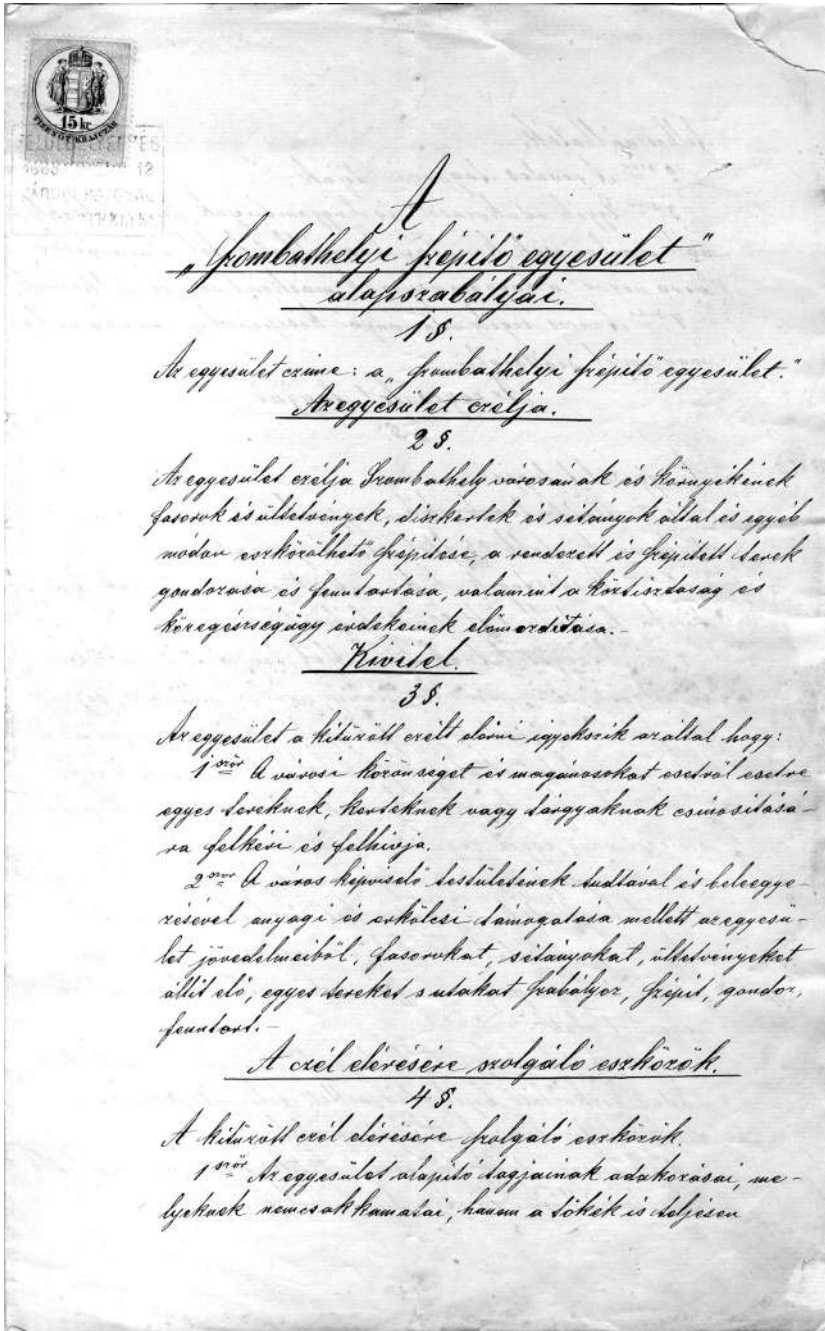 15 kr
TIZENÖT KRAJCZÁR
A
„Szombathelyi szépitő egyesület"
alapszabályai.
1 §.
Az egyesület czime: a „Szombathelyi szépitő egyesület."
Az egyesület czélja.
2 §.
Az egyesület czélja Szombathely városának és környékének
fasorok és ültetvények, diszkertek és sétányok által és egyéb
módon eszközölhető szépitése, a rendezett és szépitett terek
gondozása és fenntartása, valamint a köztisztaság és
közegészségügy érdekeinek előmozditása.-
Kivitel.
3 §.
Az egyesület a kitüzött czélt elérni igyekszik azáltal hogy:
1ször A városi közönséget és magánosokat esetről esetre
egyes tereknek, kerteknek vagy tárgyaknak csinositásá-
ra felkéri és felhivja.
2szor A város képviselő testületének tudtával és beleegye-
zésével anyagi és erkölcsi támogatása mellett az egyesü-
let jövedelmeiből, fasorokat, sétányokat, ültetvényeket
állit elő, egyes tereket s utakat szabályoz, szépit, gondoz,
fenntart.-
A czél elérésére szolgáló eszközök.
4 §.
A kitüzött czél elérésére szolgáló eszközök.
1ször Az egyesület alapitó tagjainak adakozásai, me-
lyeknek nemcsak kamatai, hanem a tőkék is teljesen